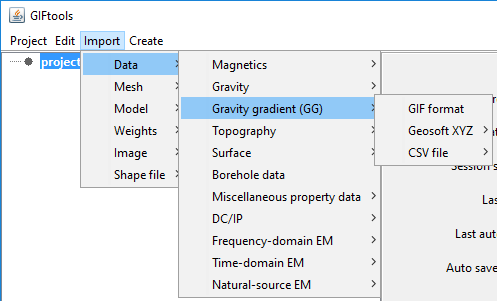 GIFtools
Project Edit Import Create
project
Data
Mesh
Model
Weights
Image
Shape file
Magnetics
Gravity
Gravity gradient (GG)
Topography
Surface
Borehole data
Miscellaneous property data
DC/IP
Frequency-domain EM
Time-domain EM
Natural-source EM
GIF format
Geosoft XYZ
CSV file
Session s
Las
Last aut
Auto save